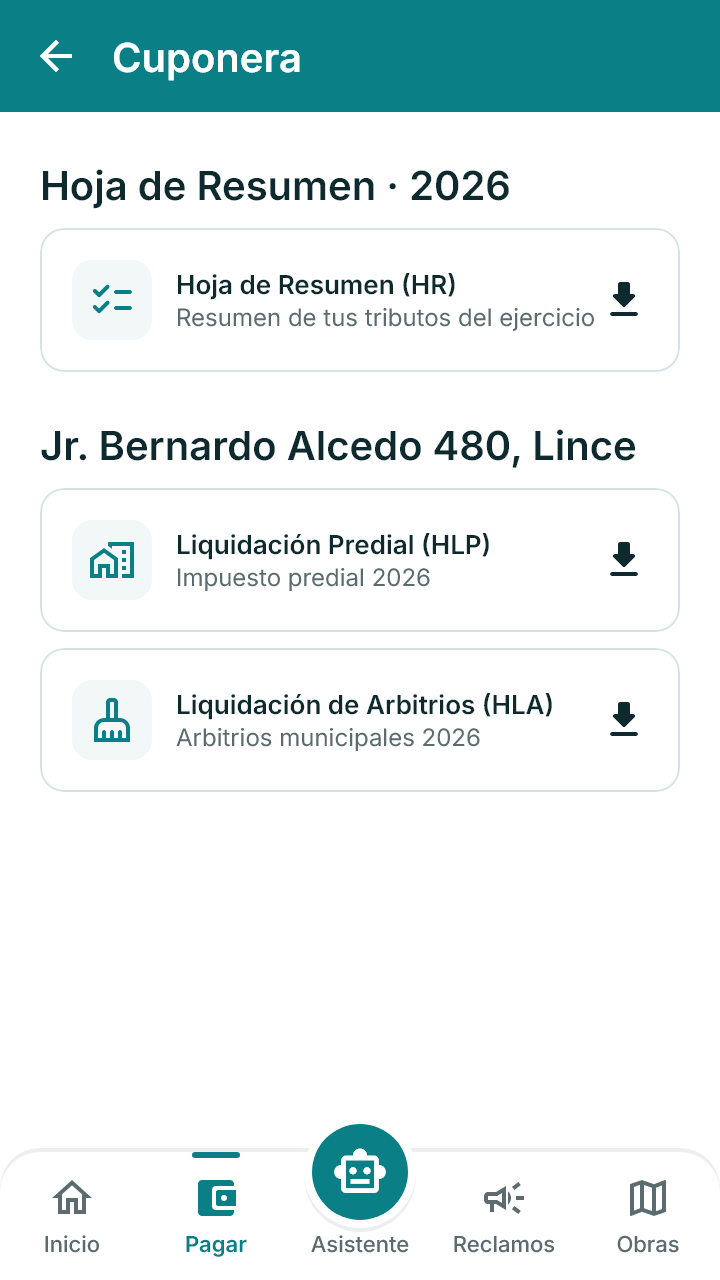 Cuponera
Hoja de Resumen · 2026
Hoja de Resumen (HR)
Resumen de tus tributos del ejercicio
Jr. Bernardo Alcedo 480, Lince
Liquidación Predial (HLP)
Impuesto predial 2026
Liquidación de Arbitrios (HLA)
Arbitrios municipales 2026
Inicio
Pagar
Asistente
Reclamos
Obras